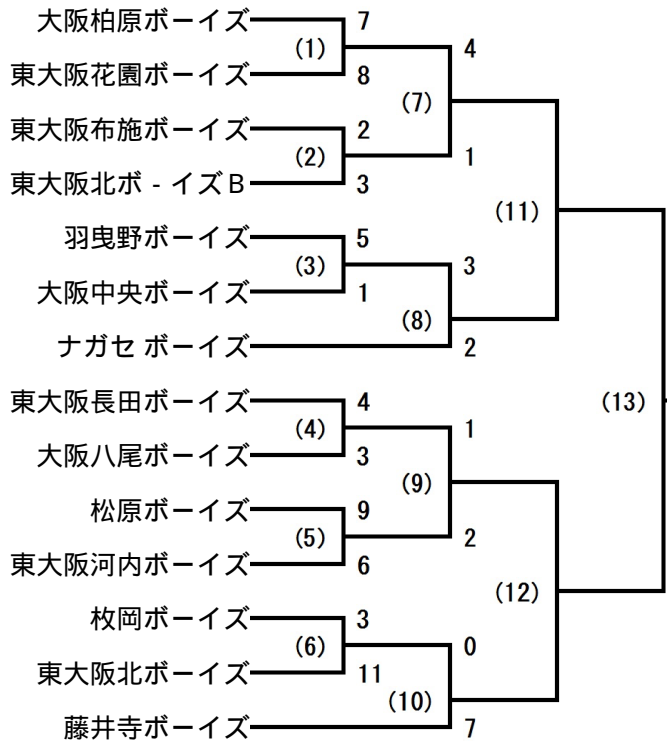 大阪柏原ボーイズ 7
(1) 4
東大阪花園ボーイズ 8
(7)
東大阪布施ボーイズ 2
(2) 1
東大阪北ボ-イズB 3
(11)
羽曳野ボーイズ 5
(3) 3
大阪中央ボーイズ 1
(8)
ナガセ ボーイズ 2
東大阪長田ボーイズ 4
(13)
(4) 1
大阪八尾ボーイズ 3
(9)
松原ボーイズ 9
(5) 2
東大阪河内ボーイズ 6
(12)
枚岡ボーイズ 3
(6) 0
東大阪北ボーイズ 11
(10)
藤井寺ボーイズ 7